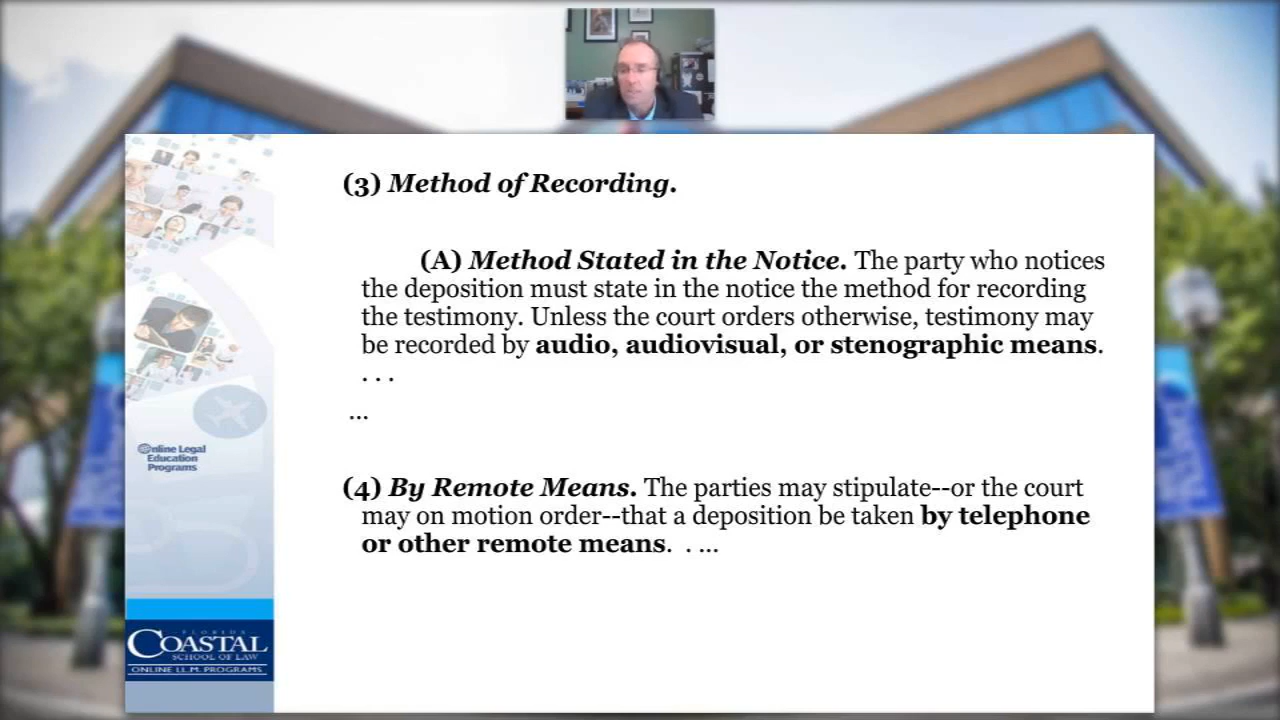 (3) Method of Recording.
(A) Method Stated in the Notice. The party who notices
the deposition must state in the notice the method for recording
the testimony. Unless the court orders otherwise, testimony may
be recorded by audio, audiovisual, or stenographic means.
. . .
...
(4) By Remote Means. The parties may stipulate--or the court
may on motion order--that a deposition be taken by telephone
or other remote means.  . ...
Online Legal
Education
Programs
FLORIDA
COASTAL
SCHOOL OF LAW
ONLINE LL.M. PROGRAMS